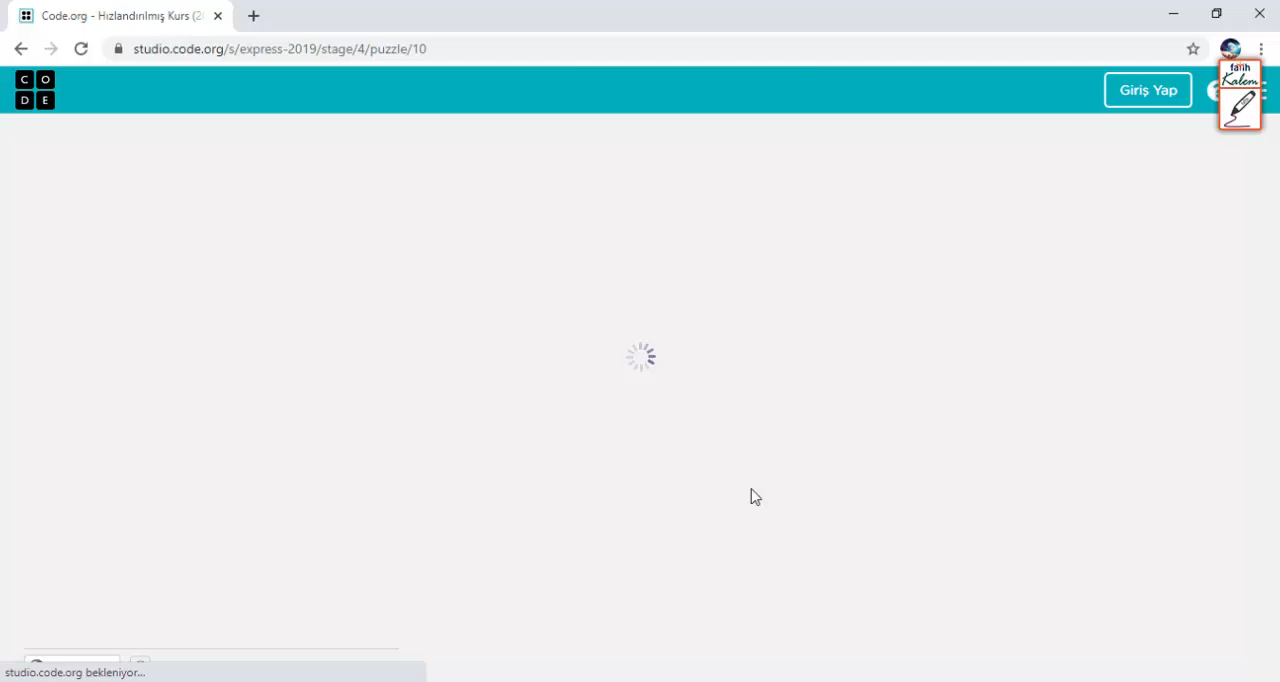 Code.org - Hızlandırılmış Kurs (2
studio.code.org/s/express-2019/stage/4/puzzle/10
C O
D E
Giriş Yap
fatih
Kalem
studio.code.org bekleniyor...